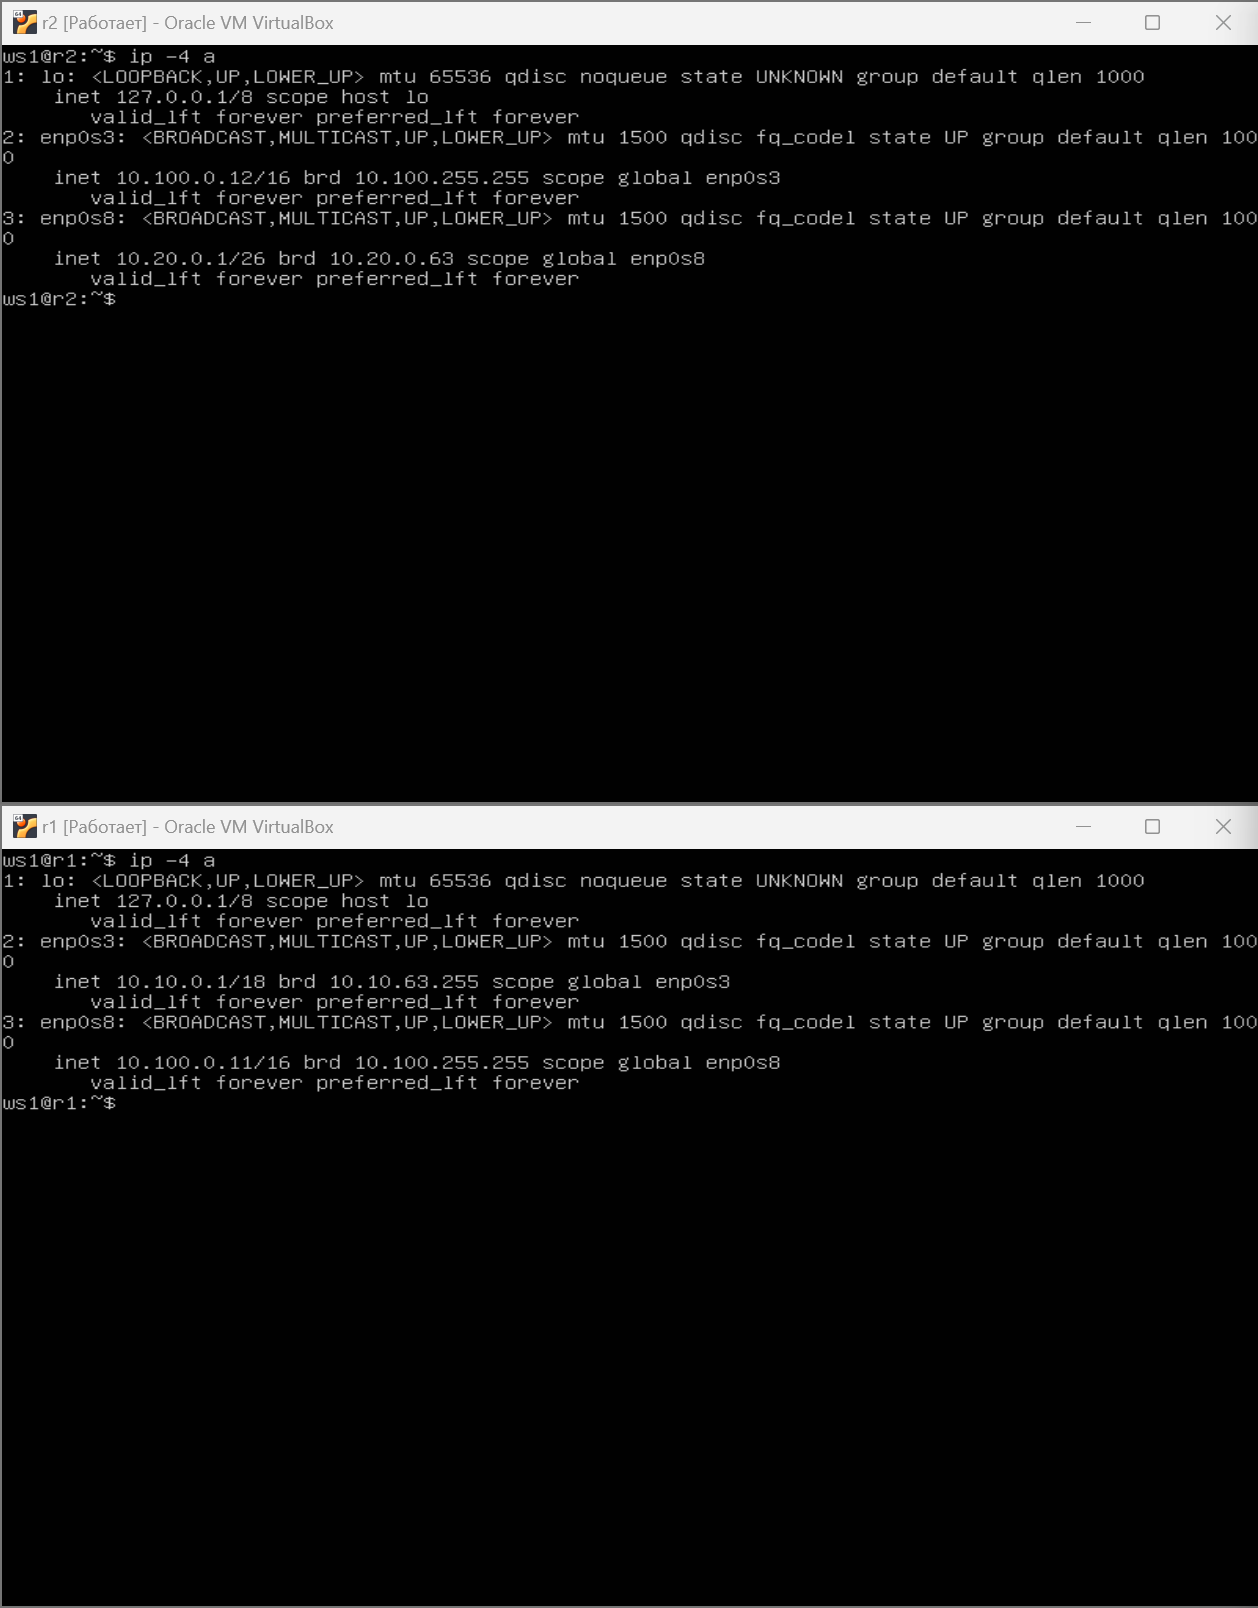 r2 [Работает] - Oracle VM VirtualBox
ws1@r2:~$ ip -4 a
1: lo: <LOOPBACK,UP,LOWER_UP> mtu 65536 qdisc noqueue state UNKNOWN group default qlen 1000
    inet 127.0.0.1/8 scope host lo
       valid_lft forever preferred_lft forever
2: enp0s3: <BROADCAST,MULTICAST,UP,LOWER_UP> mtu 1500 qdisc fq_codel state UP group default qlen 100
0
    inet 10.100.0.12/16 brd 10.100.255.255 scope global enp0s3
       valid_lft forever preferred_lft forever
3: enp0s8: <BROADCAST,MULTICAST,UP,LOWER_UP> mtu 1500 qdisc fq_codel state UP group default qlen 100
0
    inet 10.20.0.1/26 brd 10.20.0.63 scope global enp0s8
       valid_lft forever preferred_lft forever
ws1@r2:~$
r1 [Работает] - Oracle VM VirtualBox
ws1@r1:~$ ip -4 a
1: lo: <LOOPBACK,UP,LOWER_UP> mtu 65536 qdisc noqueue state UNKNOWN group default qlen 1000
    inet 127.0.0.1/8 scope host lo
       valid_lft forever preferred_lft forever
2: enp0s3: <BROADCAST,MULTICAST,UP,LOWER_UP> mtu 1500 qdisc fq_codel state UP group default qlen 100
0
    inet 10.10.0.1/18 brd 10.10.63.255 scope global enp0s3
       valid_lft forever preferred_lft forever
3: enp0s8: <BROADCAST,MULTICAST,UP,LOWER_UP> mtu 1500 qdisc fq_codel state UP group default qlen 100
0
    inet 10.100.0.11/16 brd 10.100.255.255 scope global enp0s8
       valid_lft forever preferred_lft forever
ws1@r1:~$